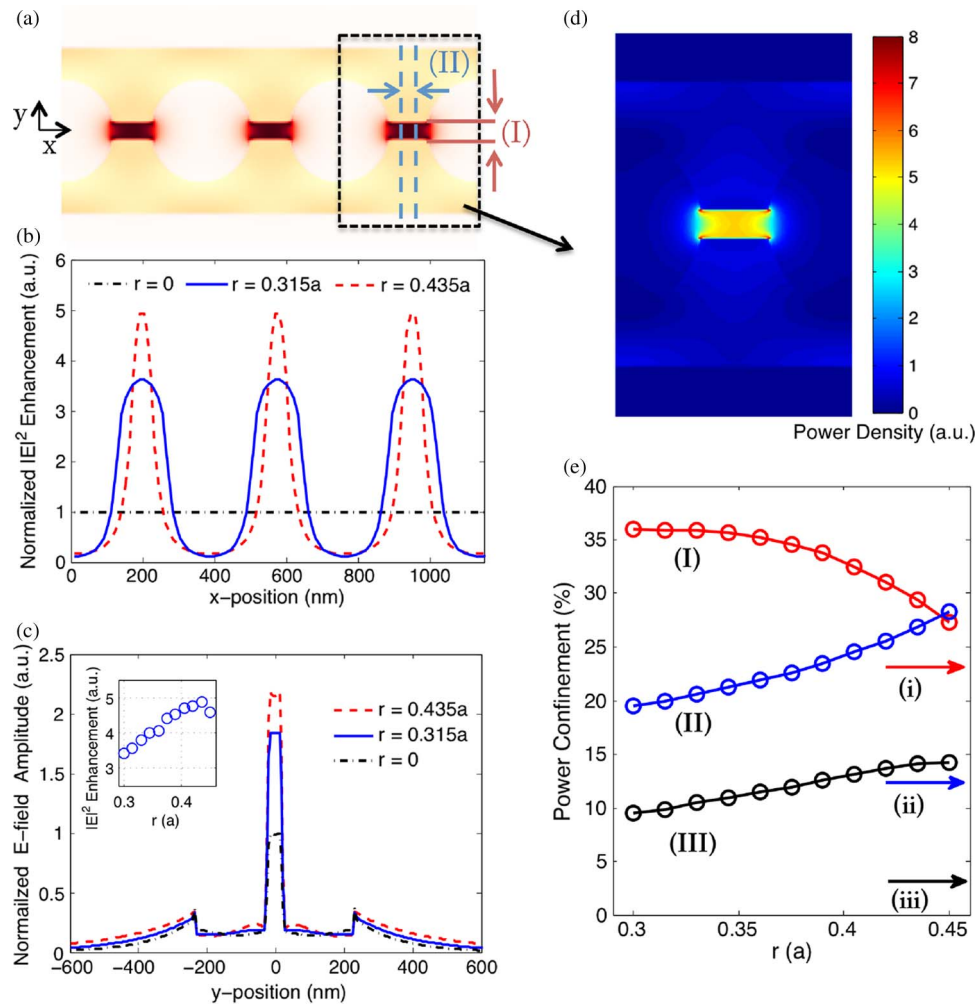 (a)
(II)
(I)
y
x
(b)
Normalized |E|² Enhancement (a.u.)
6
5
4
3
2
1
0
r = 0
r = 0.315a
r = 0.435a
0
200
400
600
800
1000
x-position (nm)
(c)
Normailzed E-field Amplitude (a.u.)
2.5
2
1.5
1
0.5
0
|E|² Enhancement (a.u.)
5
4
3
0.3
0.4
r (a)
r = 0.435a
r = 0.315a
r = 0
−600
−400
−200
0
200
400
600
y-position (nm)
(d)
8
7
6
5
4
3
2
1
0
Power Density (a.u.)
(e)
Power Confinement (%)
40
35
30
25
20
15
10
5
0
(I)
(i)
(II)
(ii)
(III)
(iii)
0.3
0.35
0.4
0.45
r (a)